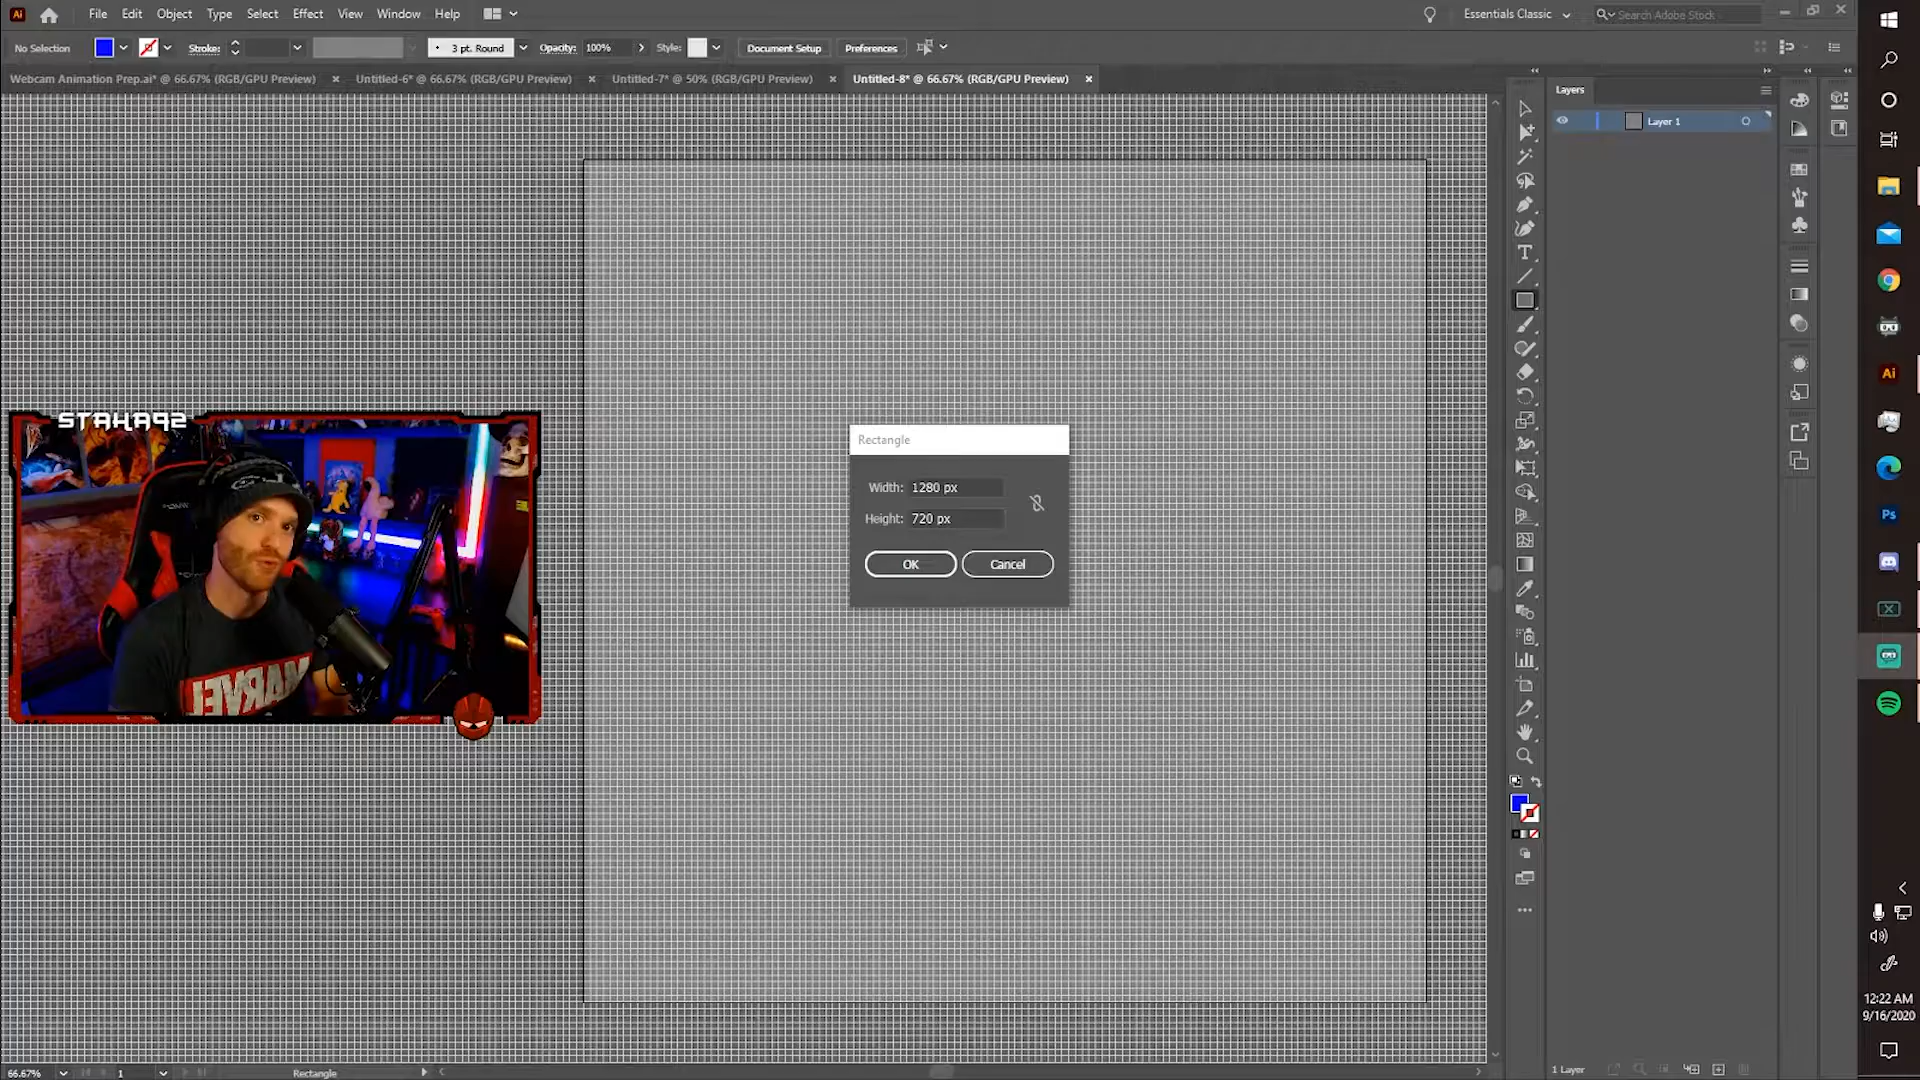 File Edit Object Type Select Effect View Window Help
Essentials Classic
Search Adobe Stock
No Selection
Stroke:
3 pt. Round
Opacity: 100%
Style:
Document Setup
Preferences
Webcam Animation Prep.ai* @ 66.67% (RGB/GPU Preview)
Untitled-6* @ 66.67% (RGB/GPU Preview)
Untitled-7* @ 50% (RGB/GPU Preview)
Untitled-8* @ 66.67% (RGB/GPU Preview)
Layers
Layer 1
STAHA92
MARVEL
Rectangle
Width: 1280 px
Height: 720 px
OK
Cancel
Ai
Ai
Ps
12:22 AM
9/16/2020
66.67%
1
Rectangle
1 Layer